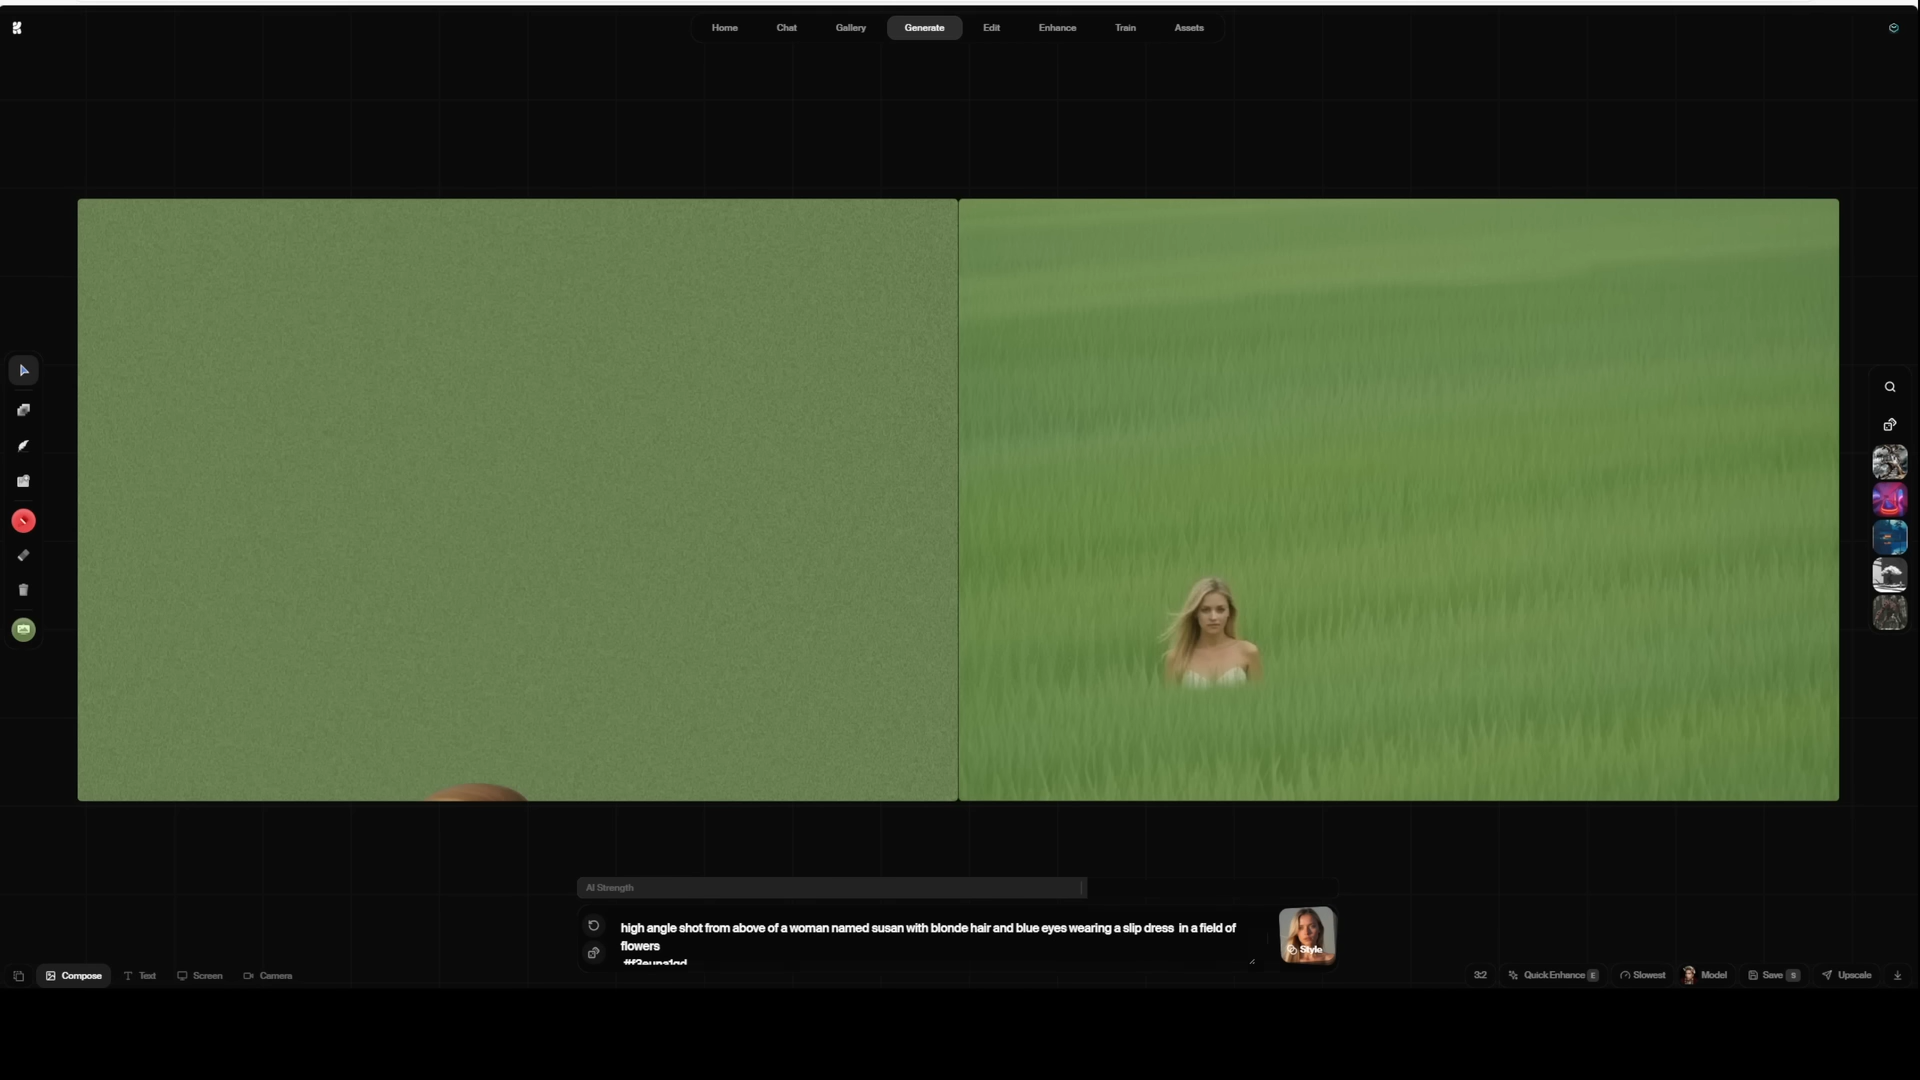 Home Chat Gallery Generate Edit Enhance Train Assets
AI Strength
high angle shot from above of a woman named susan with blonde hair and blue eyes wearing a slip dress in a field of
flowers
Style
Compose Text Screen Camera 3:2 Quick Enhance E Slowest Model Save S Upscale